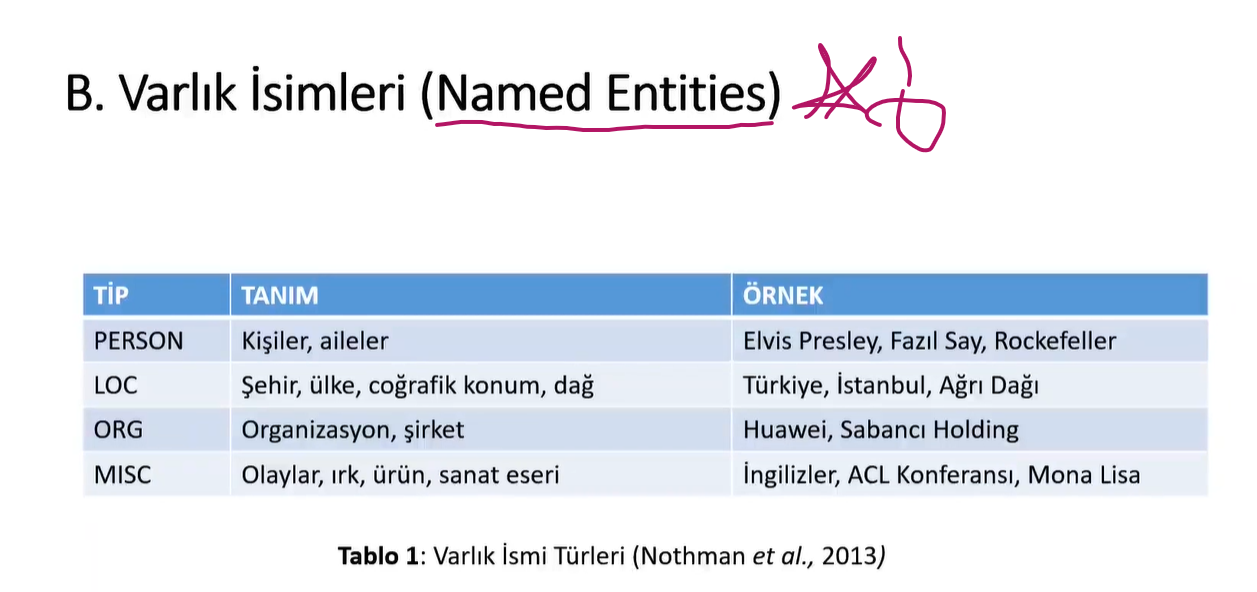 B. Varlık İsimleri (Named Entities)
TİP TANIM ÖRNEK
PERSON Kişiler, aileler Elvis Presley, Fazıl Say, Rockefeller
LOC Şehir, ülke, coğrafik konum, dağ Türkiye, İstanbul, Ağrı Dağı
ORG Organizasyon, şirket Huawei, Sabancı Holding
MISC Olaylar, ırk, ürün, sanat eseri İngilizler, ACL Konferansı, Mona Lisa
Tablo 1: Varlık İsmi Türleri (Nothman et al., 2013)